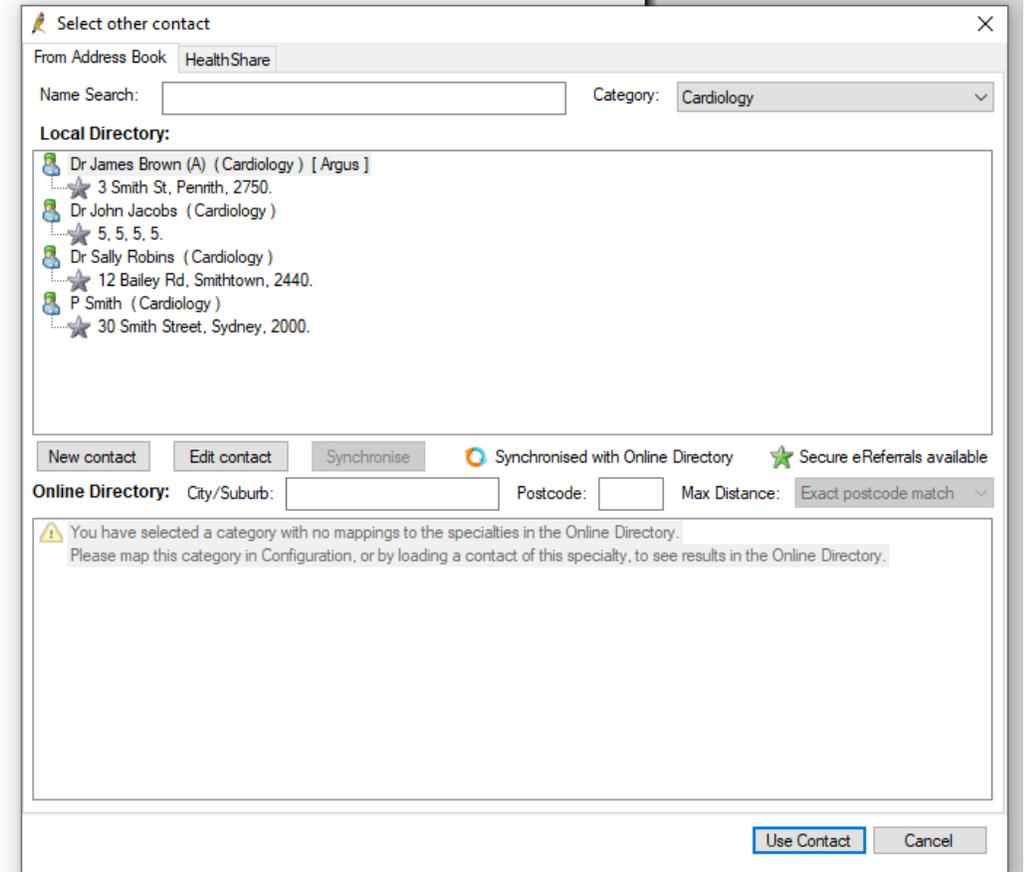 Select other contact
From Address Book HealthShare
Name Search: Category: Cardiology
Local Directory:
Dr James Brown (A) (Cardiology) [ Argus ]
3 Smith St, Penrith, 2750.
Dr John Jacobs (Cardiology)
5, 5, 5, 5.
Dr Sally Robins (Cardiology)
12 Bailey Rd, Smithtown, 2440.
P Smith (Cardiology)
30 Smith Street, Sydney, 2000.
New contact Edit contact Synchronise Synchronised with Online Directory Secure eReferrals available
Online Directory: City/Suburb: Postcode: Max Distance: Exact postcode match
You have selected a category with no mappings to the specialties in the Online Directory.
Please map this category in Configuration, or by loading a contact of this specialty, to see results in the Online Directory.
Use Contact Cancel